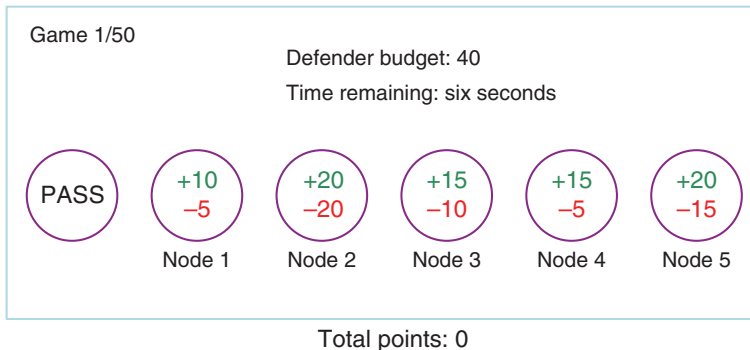 Game 1/50
Defender budget: 40
Time remaining: six seconds
PASS
+10
–5
Node 1
+20
–20
Node 2
+15
–10
Node 3
+15
–5
Node 4
+20
–15
Node 5
Total points: 0